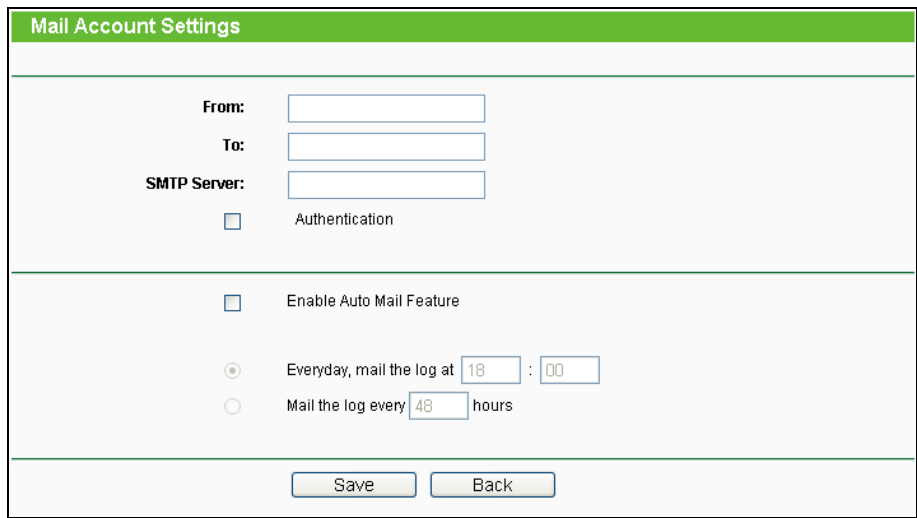 Mail Account Settings
From:
To:
SMTP Server:
Authentication
Enable Auto Mail Feature
Everyday, mail the log at 18 : 00
Mail the log every 48 hours
Save Back